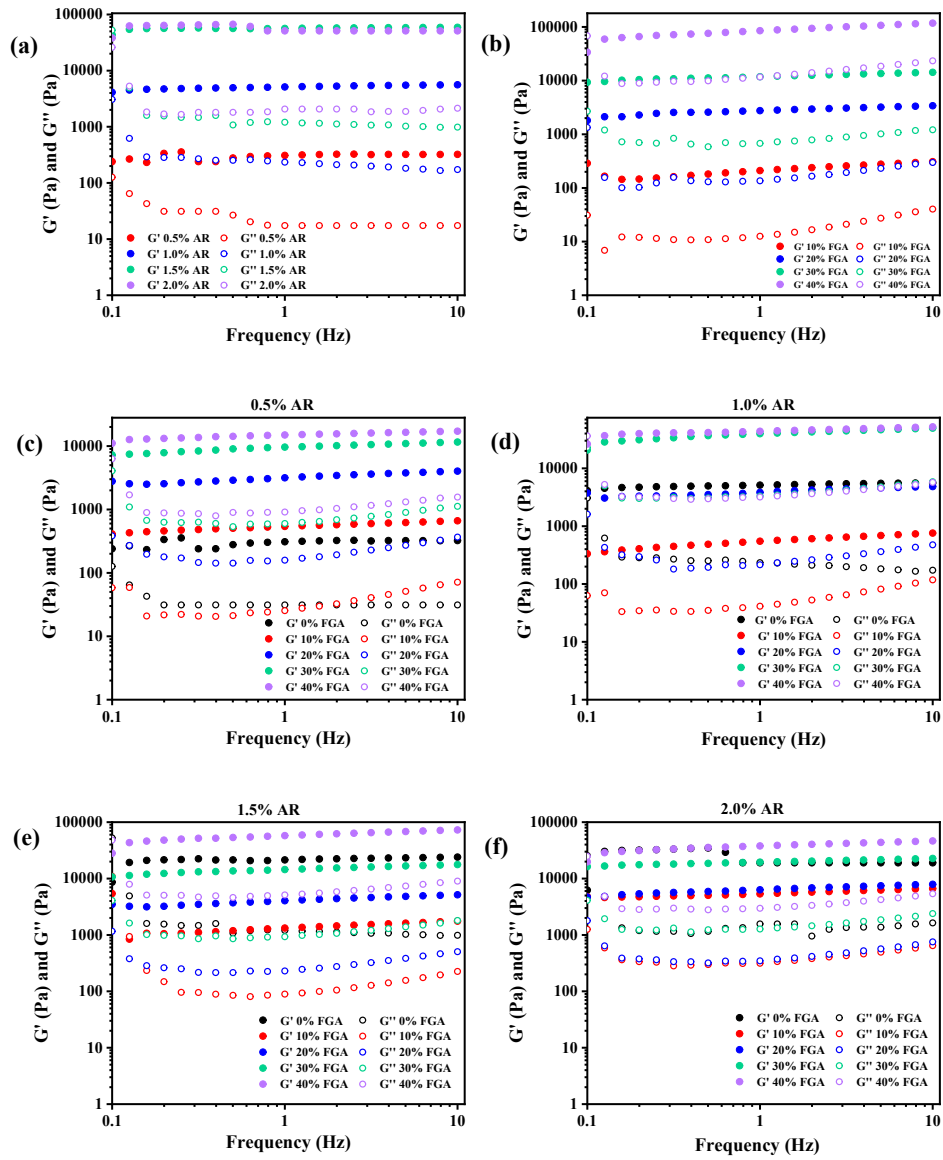 (a)
G' (Pa) and G'' (Pa)
100000
10000
1000
100
10
1
G' 0.5% AR G'' 0.5% AR
G' 1.0% AR G'' 1.0% AR
G' 1.5% AR G'' 1.5% AR
G' 2.0% AR G'' 2.0% AR
0.1 1 10
Frequency (Hz)
(b)
G' (Pa) and G'' (Pa)
100000
10000
1000
100
10
1
G' 10% FGA G'' 10% FGA
G' 20% FGA G'' 20% FGA
G' 30% FGA G'' 30% FGA
G' 40% FGA G'' 40% FGA
0.1 1 10
Frequency (Hz)
0.5% AR
(c)
G' (Pa) and G'' (Pa)
10000
1000
100
10
1
G' 0% FGA G'' 0% FGA
G' 10% FGA G'' 10% FGA
G' 20% FGA G'' 20% FGA
G' 30% FGA G'' 30% FGA
G' 40% FGA G'' 40% FGA
0.1 1 10
Frequency (Hz)
1.0% AR
(d)
G' (Pa) and G'' (Pa)
10000
1000
100
10
1
G' 0% FGA G'' 0% FGA
G' 10% FGA G'' 10% FGA
G' 20% FGA G'' 20% FGA
G' 30% FGA G'' 30% FGA
G' 40% FGA G'' 40% FGA
0.1 1 10
Frequency (Hz)
1.5% AR
(e)
G' (Pa) and G'' (Pa)
100000
10000
1000
100
10
1
G' 0% FGA G'' 0% FGA
G' 10% FGA G'' 10% FGA
G' 20% FGA G'' 20% FGA
G' 30% FGA G'' 30% FGA
G' 40% FGA G'' 40% FGA
0.1 1 10
Frequency (Hz)
2.0% AR
(f)
G' (Pa) and G'' (Pa)
100000
10000
1000
100
10
1
G' 0% FGA G'' 0% FGA
G' 10% FGA G'' 10% FGA
G' 20% FGA G'' 20% FGA
G' 30% FGA G'' 30% FGA
G' 40% FGA G'' 40% FGA
0.1 1 10
Frequency (Hz)